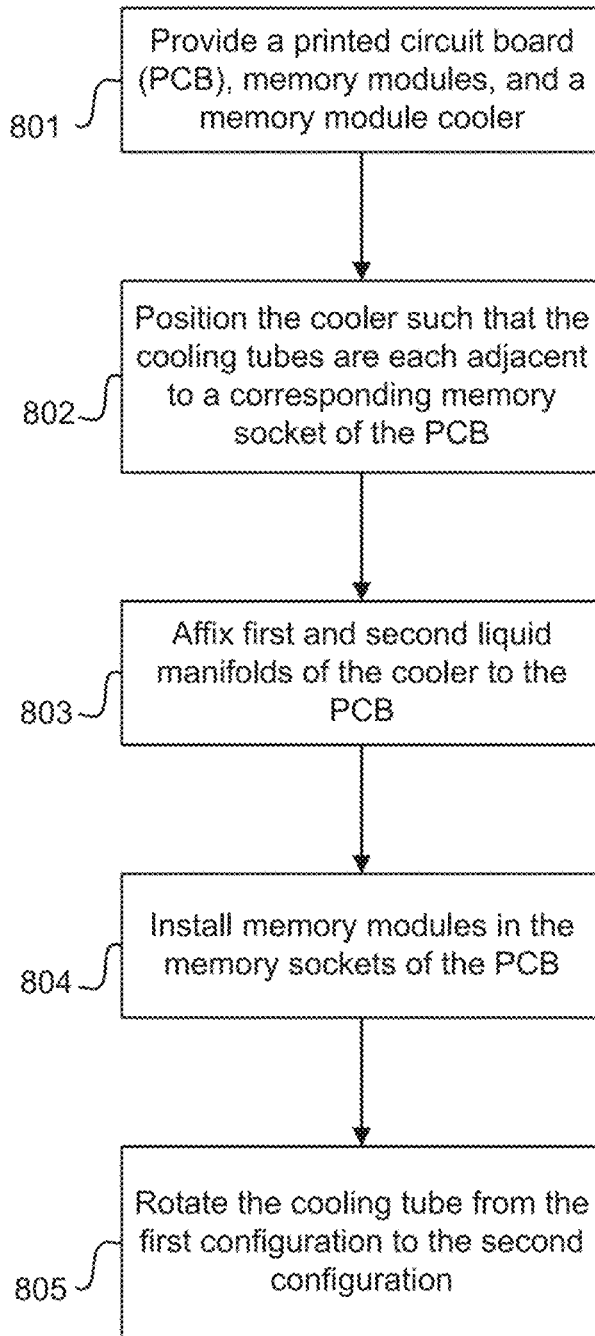 Provide a printed circuit board
(PCB), memory modules, and a
memory module cooler
801
Position the cooler such that the
cooling tubes are each adjacent
to a corresponding memory
socket of the PCB
802
Affix first and second liquid
manifolds of the cooler to the
PCB
803
Install memory modules in the
memory sockets of the PCB
804
Rotate the cooling tube from the
first configuration to the second
configuration
805